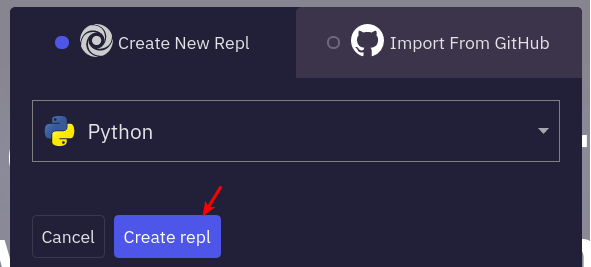 Create New Repl
Import From GitHub
Python
Cancel
Create repl